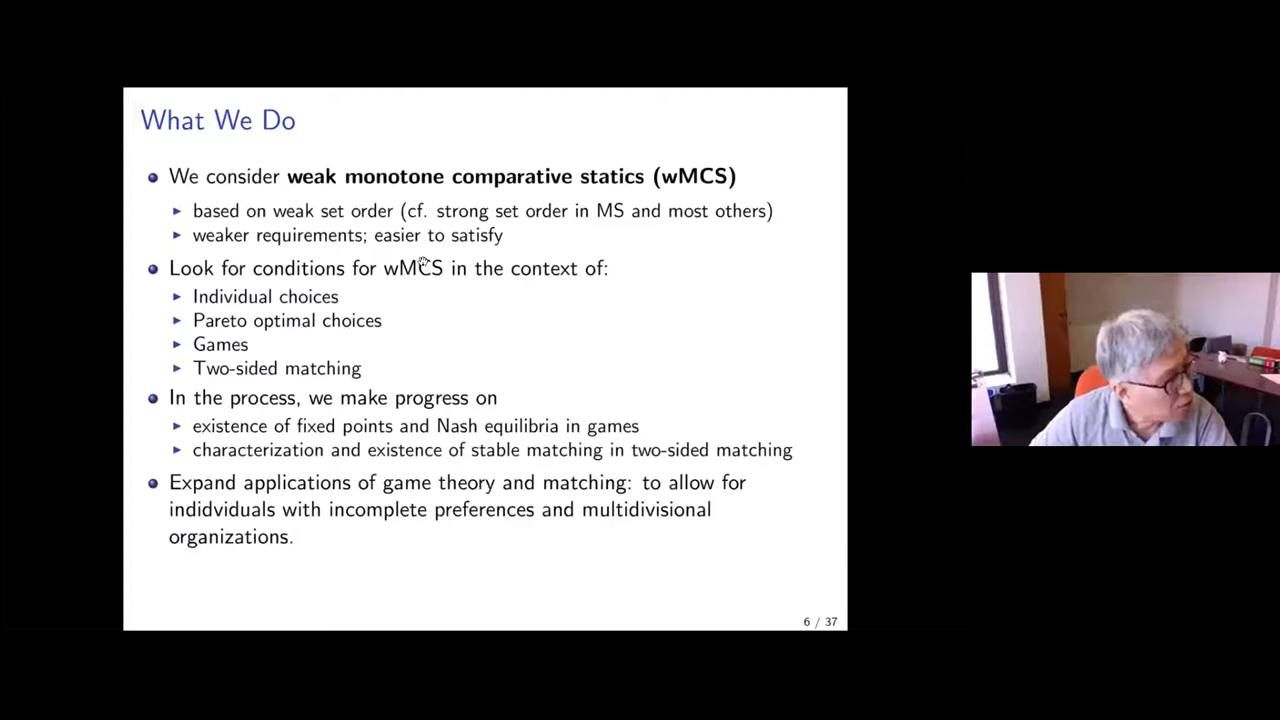 What We Do
We consider weak monotone comparative statics (wMCS)
based on weak set order (cf. strong set order in MS and most others)
weaker requirements; easier to satisfy
Look for conditions for wMCS in the context of:
Individual choices
Pareto optimal choices
Games
Two-sided matching
In the process, we make progress on
existence of fixed points and Nash equilibria in games
characterization and existence of stable matching in two-sided matching
Expand applications of game theory and matching: to allow for
indidviduals with incomplete preferences and multidivisional
organizations.
6 / 37